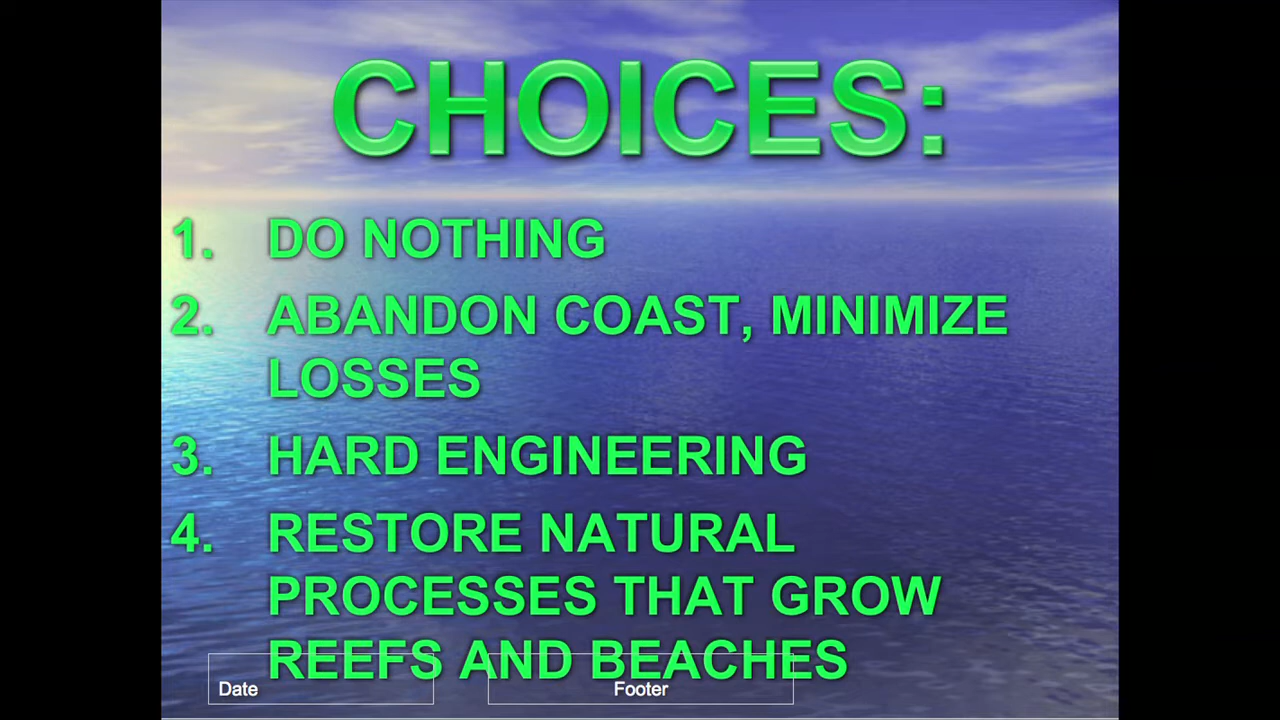 CHOICES:
1. DO NOTHING
2. ABANDON COAST, MINIMIZE
LOSSES
3. HARD ENGINEERING
4. RESTORE NATURAL
PROCESSES THAT GROW
REEFS AND BEACHES
Date
Footer